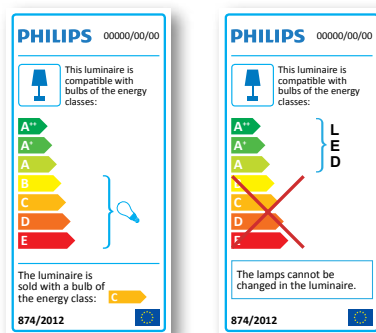 PHILIPS 00000/00/00
This luminaire is
compatible with
bulbs of the energy
classes:
A++
A+
A
B
C
D
E
The luminaire is
sold with a bulb of
the energy class: C
874/2012
PHILIPS 00000/00/00
This luminaire is
compatible with
bulbs of the energy
classes:
A++
A+
A
L
E
D
C
D
E
The lamps cannot be
changed in the luminaire.
874/2012